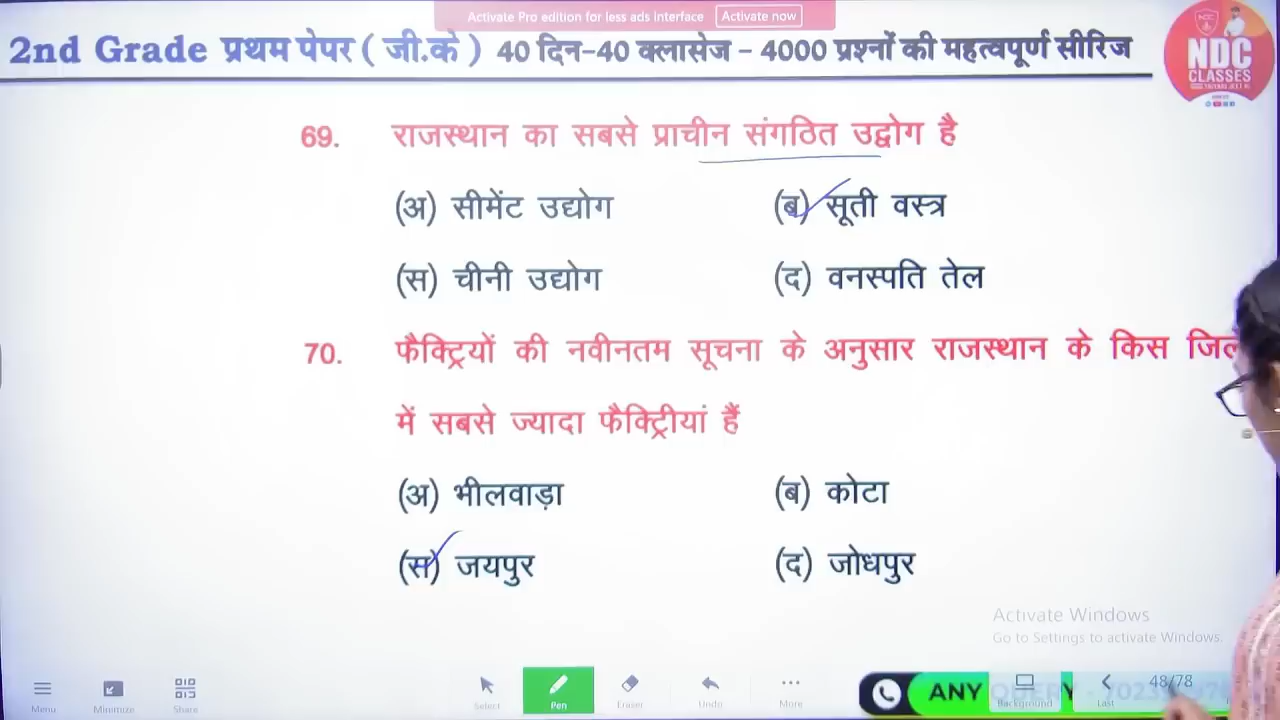 Activate Pro edition for less ads interface Activate now
2nd Grade प्रथम पेपर ( जी.के ) 40 दिन-40 क्लासेज - 4000 प्रश्नों की महत्वपूर्ण सीरिज
NDC
CLASSES
69. राजस्थान का सबसे प्राचीन संगठित उद्वोग है
(अ) सीमेंट उद्योग (ब) सूती वस्त्र
(स) चीनी उद्योग (द) वनस्पति तेल
70. फैक्ट्रियों की नवीनतम सूचना के अनुसार राजस्थान के किस
में सबसे ज्यादा फैक्ट्रिीयां हैं
(अ) भीलवाड़ा (ब) कोटा
(स) जयपुर (द) जोधपुर
Activate Windows
Go to Settings to activate Windows.
Menu Minimize Share Select Pen Eraser Undo More Background Last 48/78
ANY QUERY